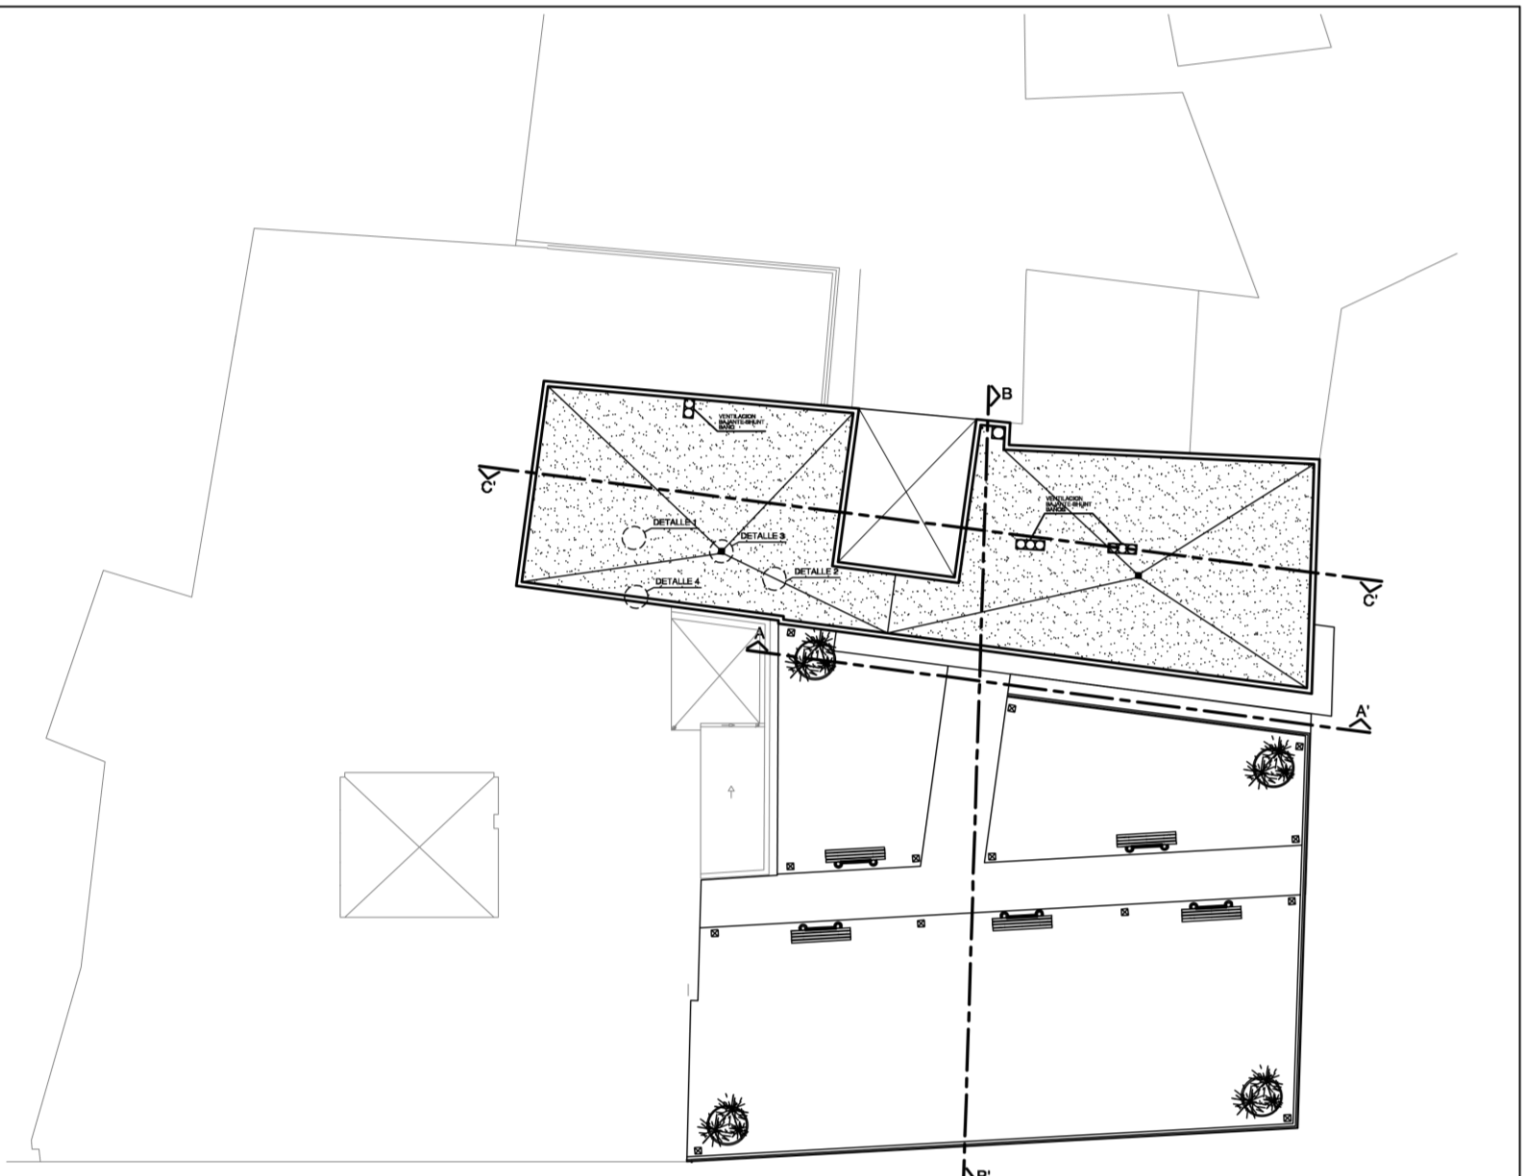 B
VENTILACION
BAJANTE-SHUNT
BAÑO
C'
VENTILACION
BAJANTE-SHUNT
BAÑOS
DETALLE 1
DETALLE 3
DETALLE 2
DETALLE 4
C'
A
A'
B'